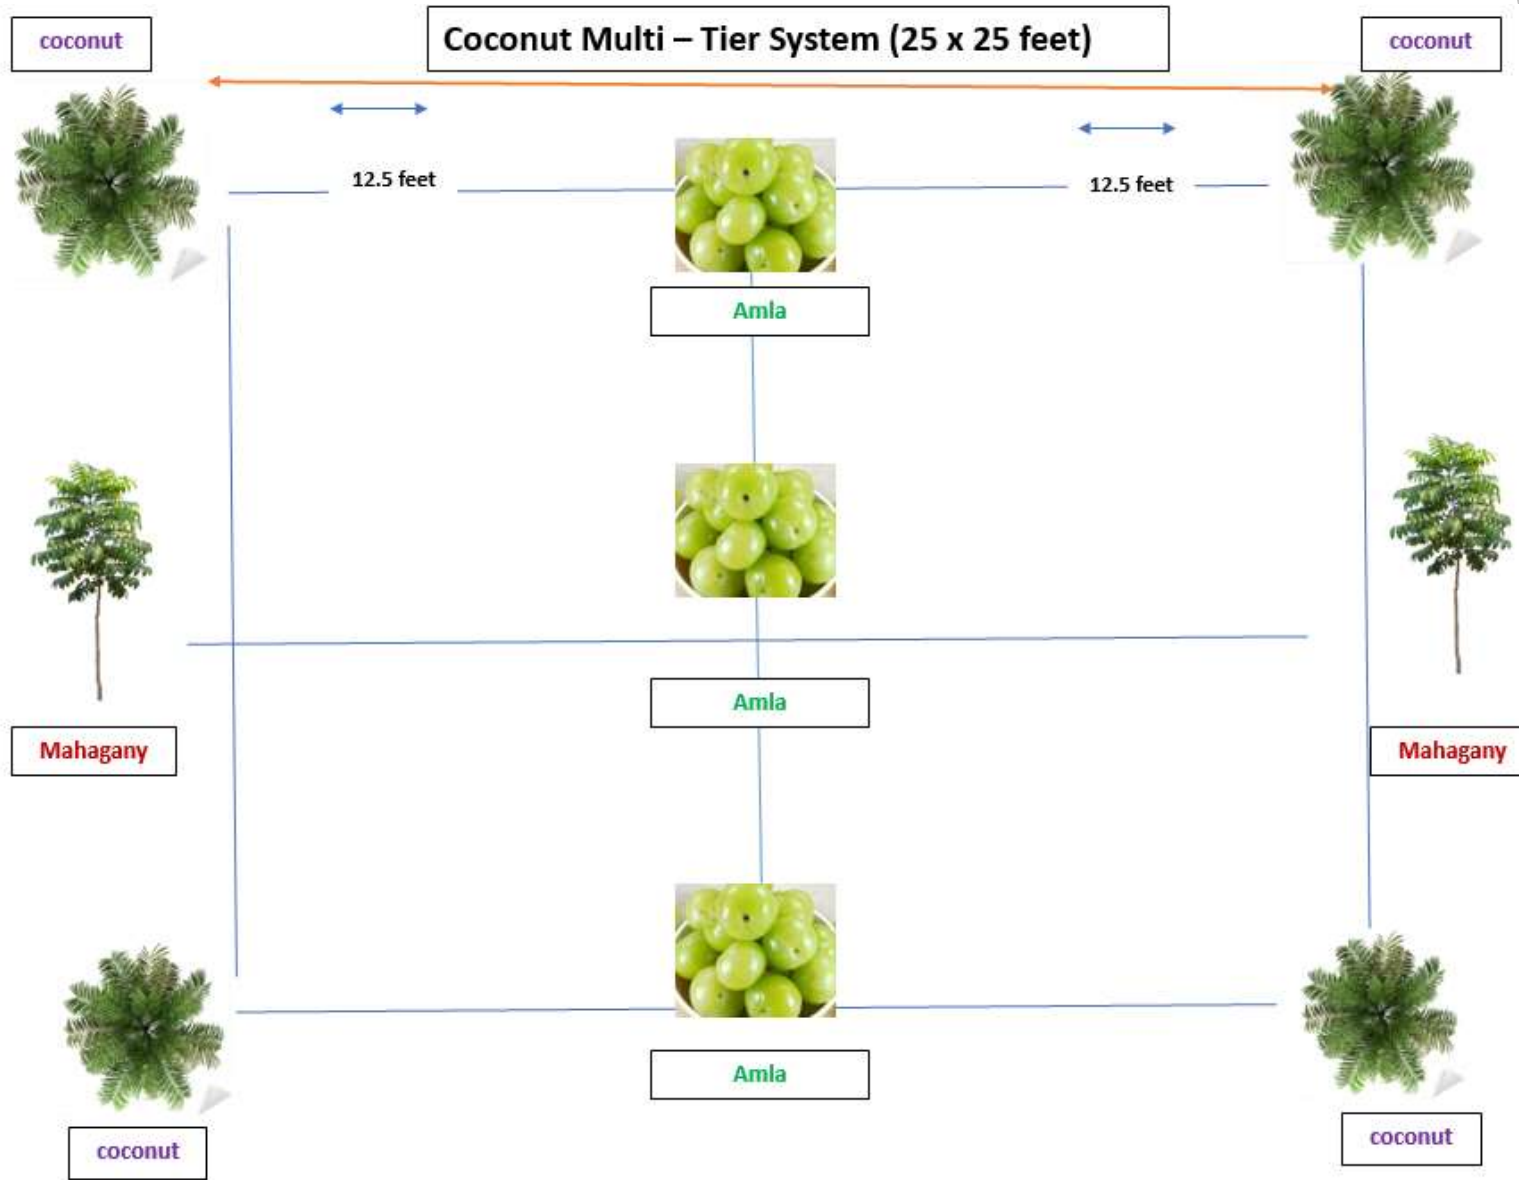 coconut
Coconut Multi – Tier System (25 x 25 feet)
coconut
12.5 feet
12.5 feet
Amla
Amla
Mahagany
Mahagany
Amla
coconut
coconut